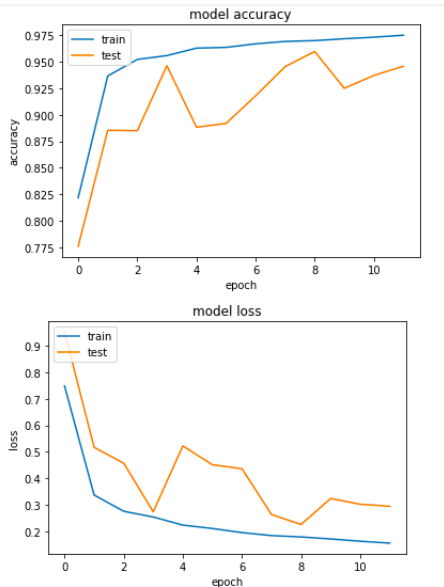 model accuracy
0.975
0.950
0.925
0.900
0.875
0.850
0.825
0.800
0.775
train
test
accuracy
0 2 4 6 8 10
epoch
model loss
0.9
0.8
0.7
0.6
0.5
0.4
0.3
0.2
train
test
loss
0 2 4 6 8 10
epoch